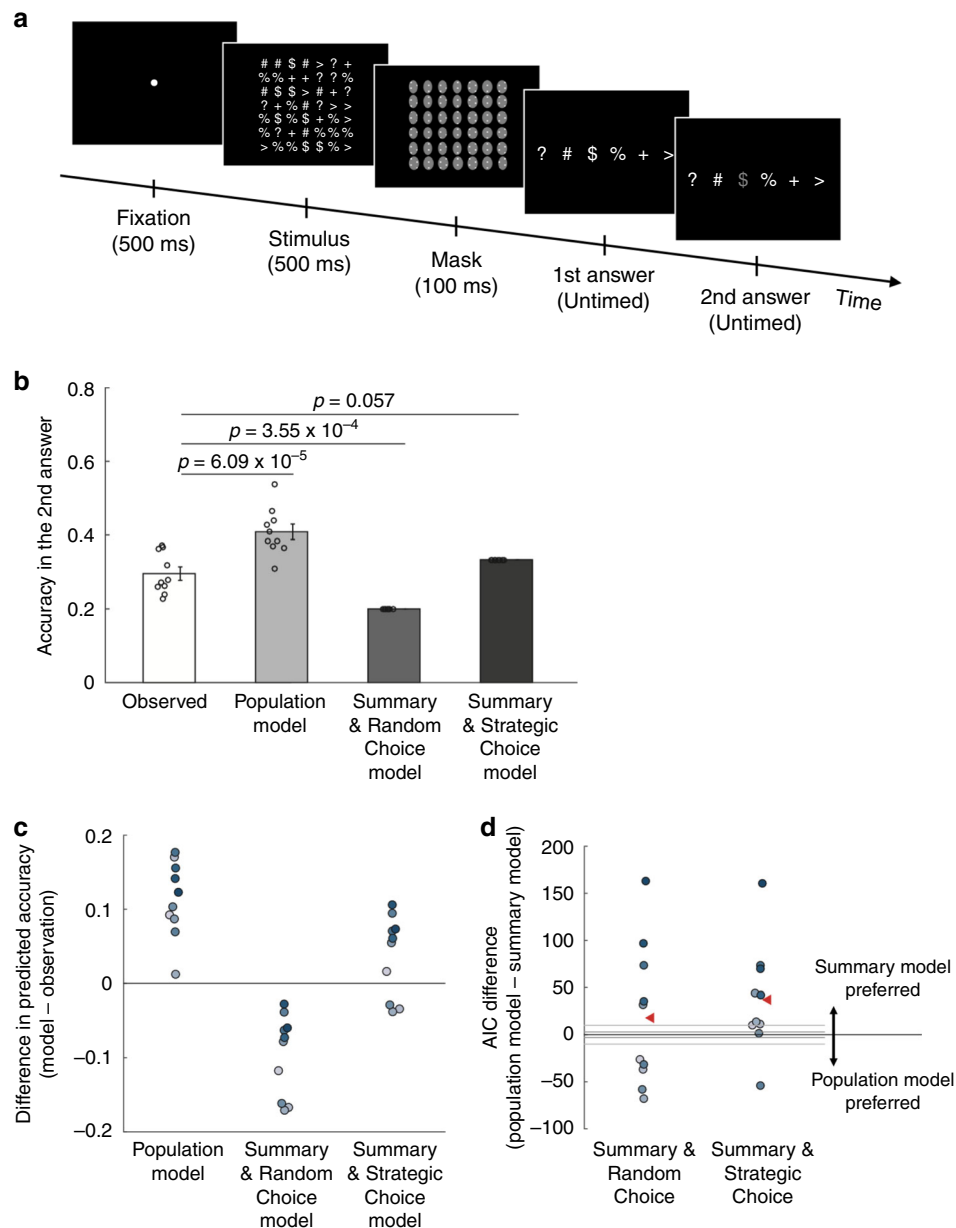 a
# # $ # > ? +
% % + + ? ? %
# $ $ > # + ?
? + % # ? > >
% $ % $ + % >
% ? + # % % %
> % % $ $ % >
? # $ % + >
? # $ % + >
Fixation
(500 ms)
Stimulus
(500 ms)
Mask
(100 ms)
1st answer
(Untimed)
2nd answer
(Untimed)
Time
b
Accuracy in the 2nd answer
0.8
0.6
0.4
0.2
0
p = 0.057
p = 3.55 x 10⁻⁴
p = 6.09 x 10⁻⁵
Observed
Population
model
Summary
& Random
Choice
model
Summary
& Strategic
Choice model
c
Difference in predicted accuracy
(model – observation)
0.2
0.1
0
–0.1
–0.2
Population
model
Summary
& Random
Choice
model
Summary
& Strategic
Choice model
d
AIC difference
(population model – summary model)
200
150
100
50
0
–50
–100
Summary model
preferred
Population model
preferred
Summary &
Random
Choice
Summary &
Strategic
Choice